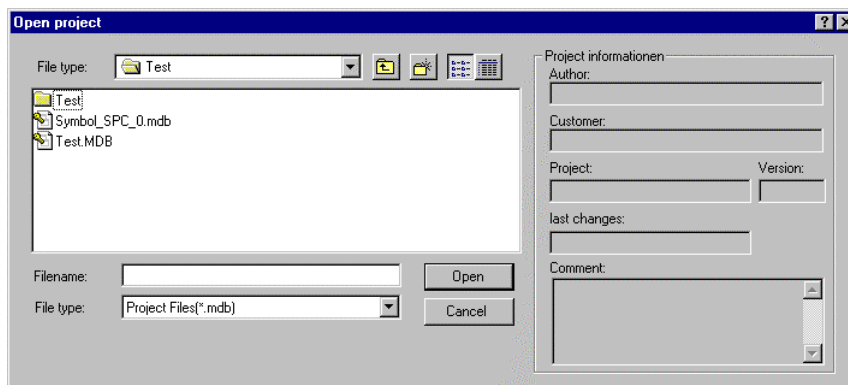 Open project
File type: Test
Test
Symbol_SPC_0.mdb
Test.MDB
Filename: Open
File type: Project Files(*.mdb) Cancel
Project informationen
Author:
Customer:
Project: Version:
last changes:
Comment: